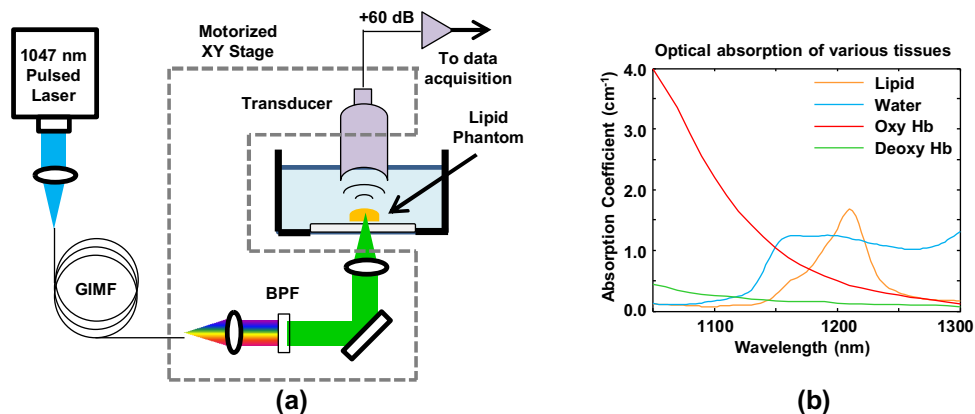 1047 nm
Pulsed
Laser
GIMF
Motorized
XY Stage
+60 dB
To data
acquisition
Transducer
Lipid
Phantom
BPF
(a)
Optical absorption of various tissues
Absorption Coefficient (cm⁻¹)
4.0
3.0
2.0
1.0
0
Lipid
Water
Oxy Hb
Deoxy Hb
1100
1200
1300
Wavelength (nm)
(b)